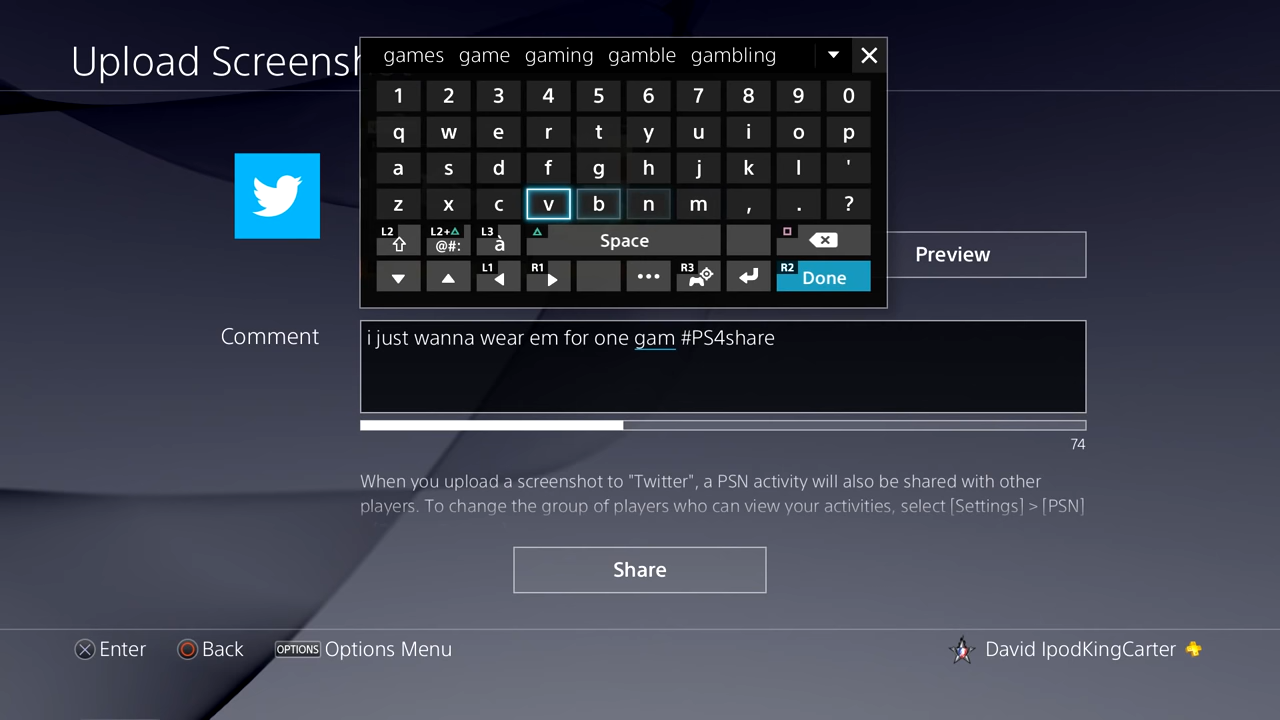 Upload Screensh
games game gaming gamble gambling
1 2 3 4 5 6 7 8 9 0
q w e r t y u i o p
a s d f g h j k l '
z x c v b n m , . ?
L2 L2+△ @#: L3 à △ Space □
L1 R1 ••• R3 R2 Done
Preview
Comment
i just wanna wear em for one gam #PS4share
74
When you upload a screenshot to "Twitter", a PSN activity will also be shared with other
players. To change the group of players who can view your activities, select [Settings] > [PSN]
Share
Enter Back OPTIONS Options Menu David IpodKingCarter